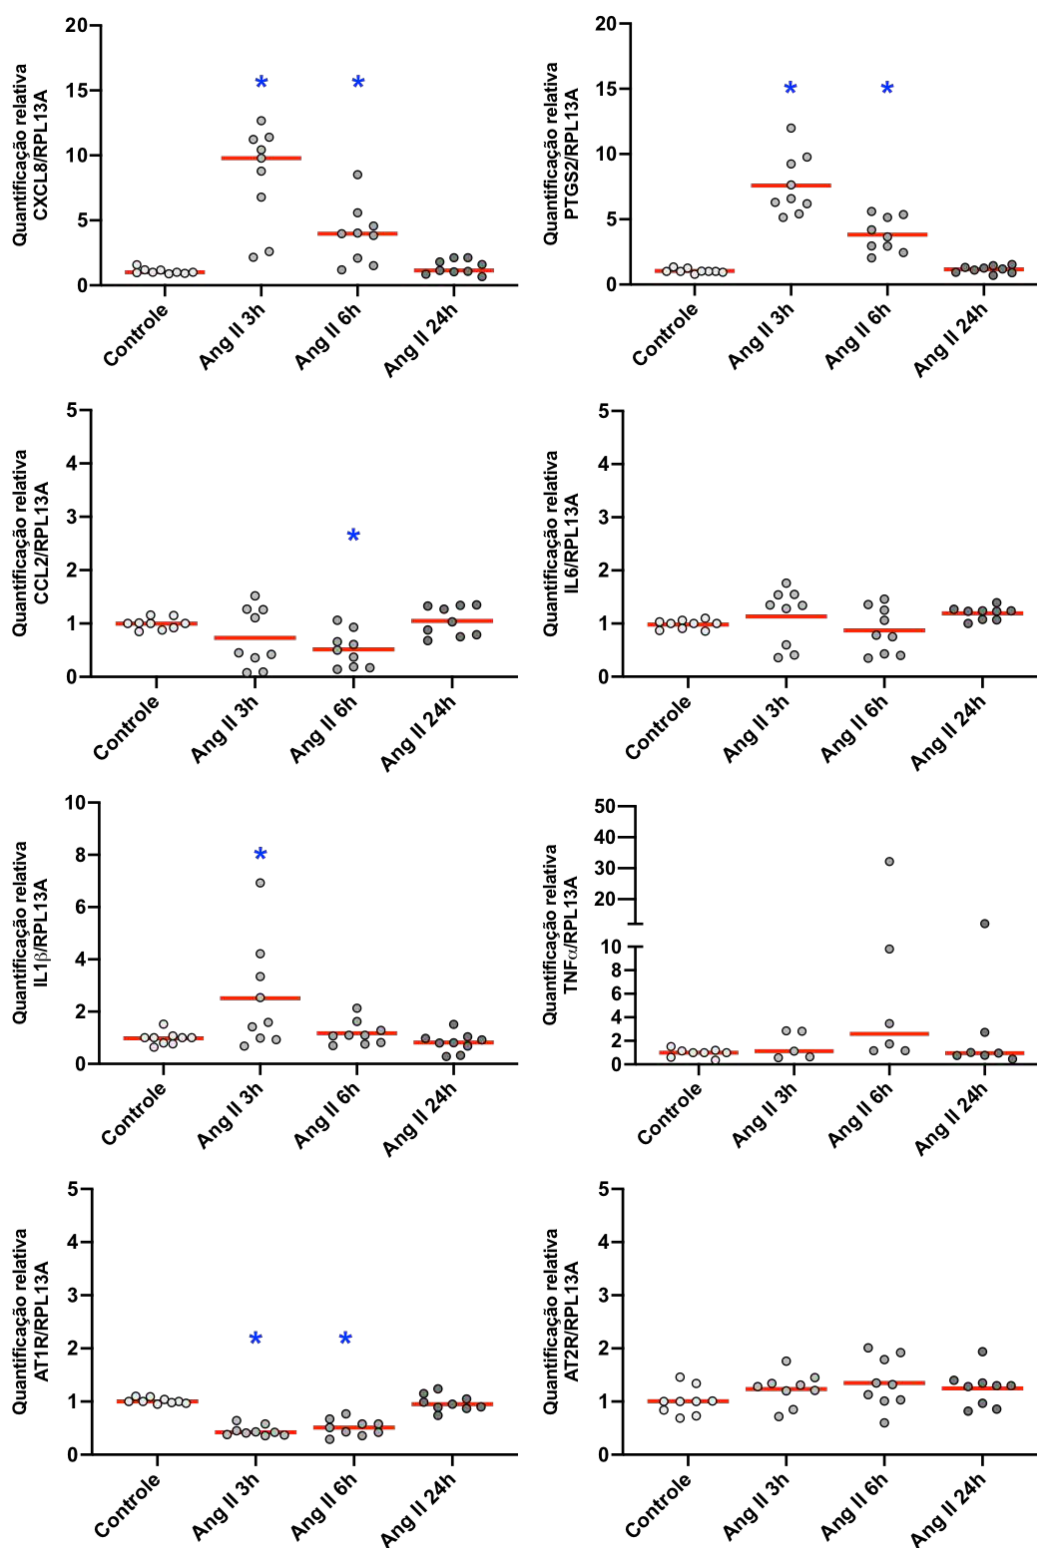 Quantificação relativa
CXCL8/RPL13A
20
15
10
5
0
*
*
Controle
Ang II 3h
Ang II 6h
Ang II 24h
Quantificação relativa
PTGS2/RPL13A
20
15
10
5
0
*
*
Controle
Ang II 3h
Ang II 6h
Ang II 24h
Quantificação relativa
CCL2/RPL13A
5
4
3
2
1
0
*
Controle
Ang II 3h
Ang II 6h
Ang II 24h
Quantificação relativa
IL6/RPL13A
5
4
3
2
1
0
Controle
Ang II 3h
Ang II 6h
Ang II 24h
Quantificação relativa
IL1β/RPL13A
10
8
6
4
2
0
*
Controle
Ang II 3h
Ang II 6h
Ang II 24h
Quantificação relativa
TNFα/RPL13A
50
40
30
20
10
8
6
4
2
0
Controle
Ang II 3h
Ang II 6h
Ang II 24h
Quantificação relativa
AT1R/RPL13A
5
4
3
2
1
0
*
*
Controle
Ang II 3h
Ang II 6h
Ang II 24h
Quantificação relativa
AT2R/RPL13A
5
4
3
2
1
0
Controle
Ang II 3h
Ang II 6h
Ang II 24h